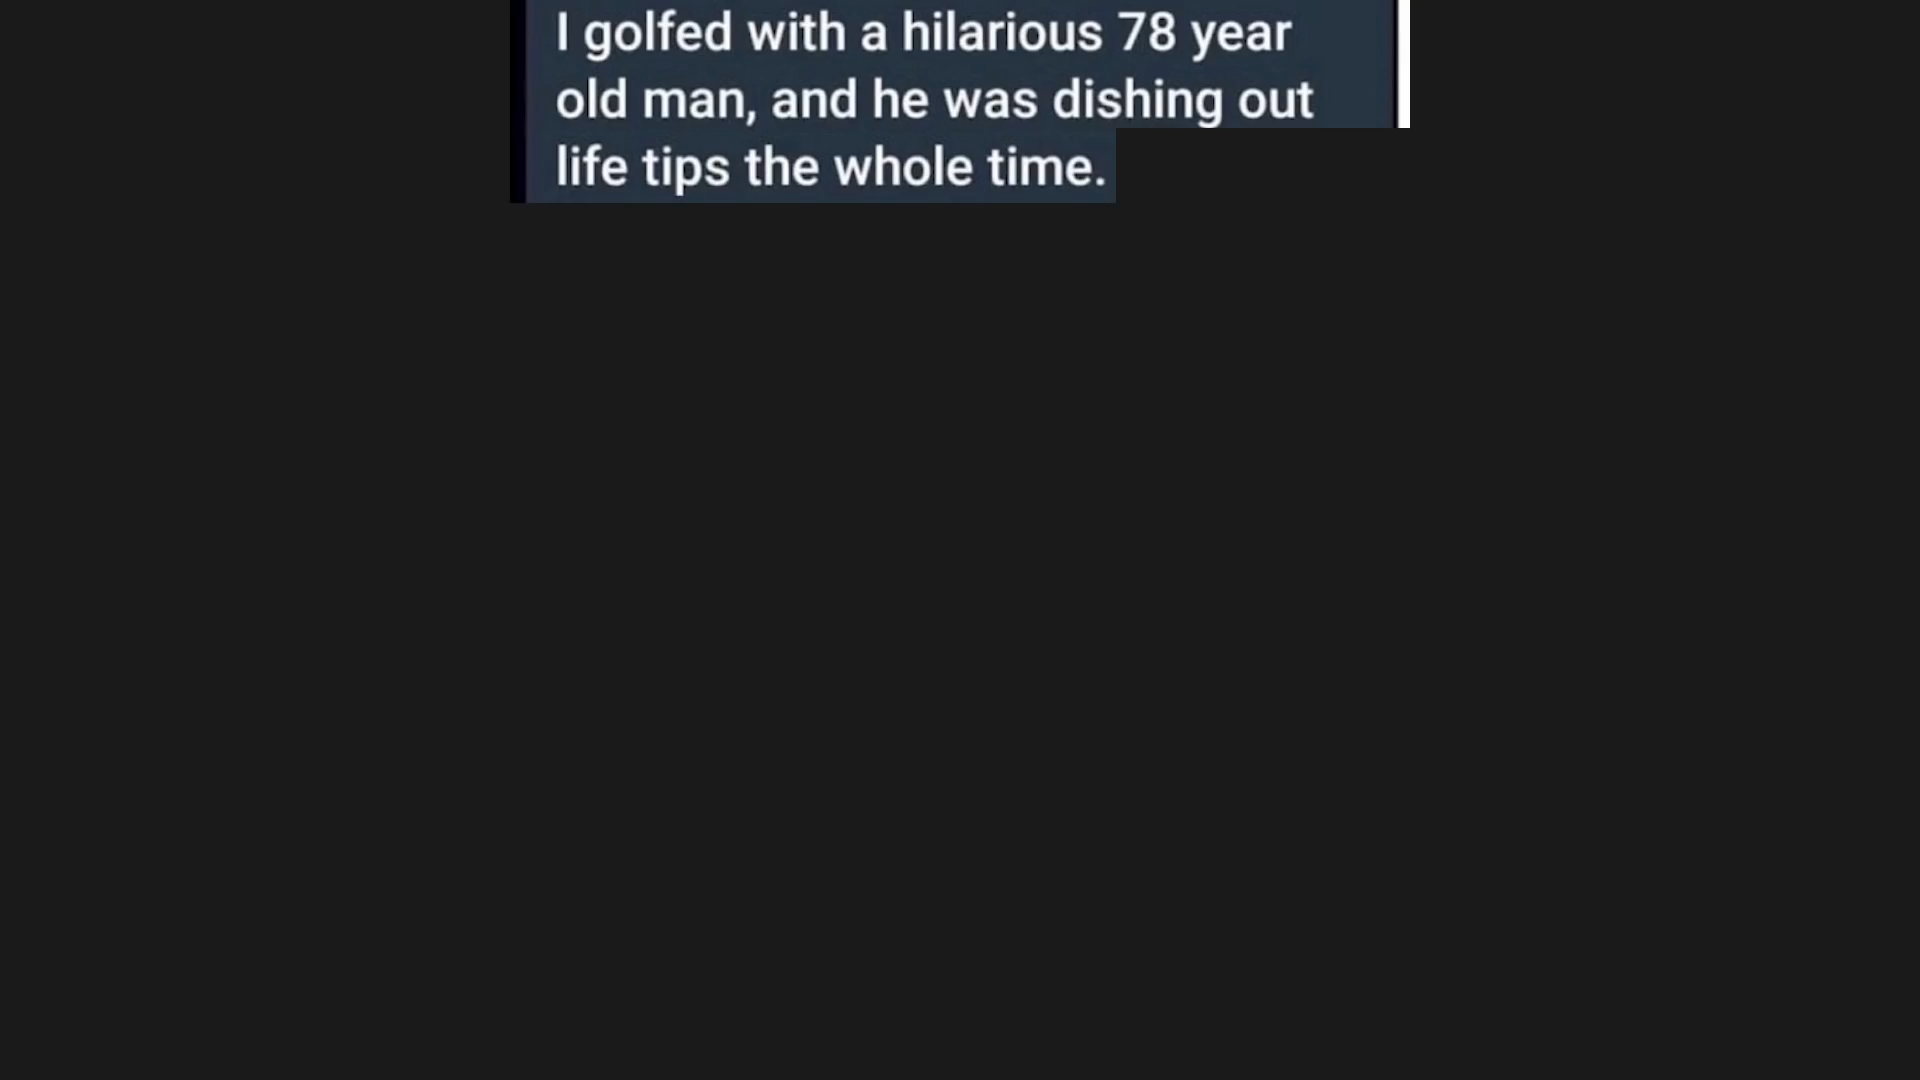 I golfed with a hilarious 78 year
old man, and he was dishing out
life tips the whole time.